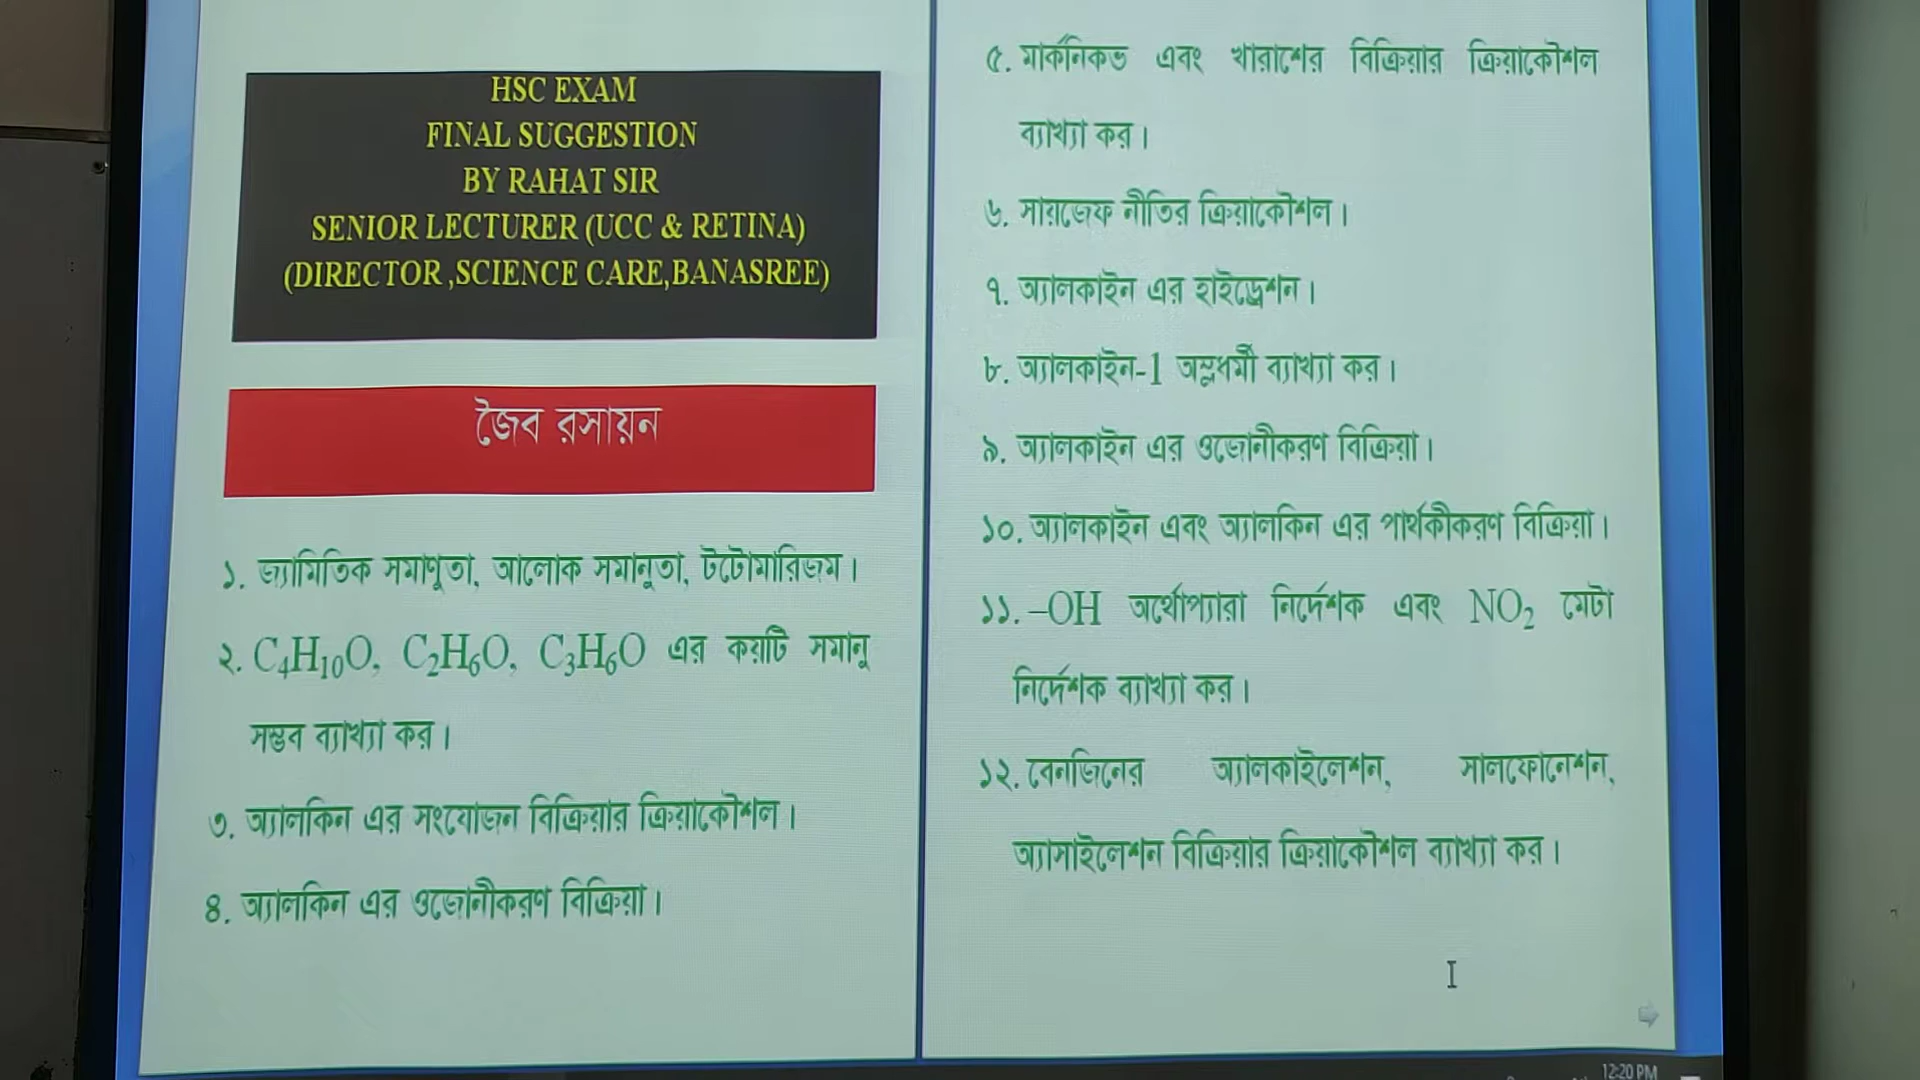 HSC EXAM
FINAL SUGGESTION
BY RAHAT SIR
SENIOR LECTURER (UCC & RETINA)
(DIRECTOR ,SCIENCE CARE,BANASREE)
জৈব রসায়ন
১. জ্যামিতিক সমাণুতা, আলোক সমানুতা, টটোমারিজম।
২. C₄H₁₀O, C₂H₆O, C₃H₆O এর কয়টি সমানু
সম্ভব ব্যাখ্যা কর।
৩. অ্যালকিন এর সংযোজন বিক্রিয়ার ক্রিয়াকৌশল।
৪. অ্যালকিন এর ওজোনীকরণ বিক্রিয়া।
৫. মার্কনিকভ এবং খারাশের বিক্রিয়ার ক্রিয়াকৌশল
ব্যাখ্যা কর।
৬. সায়জেফ নীতির ক্রিয়াকৌশল।
৭. অ্যালকাইন এর হাইড্রেশন।
৮. অ্যালকাইন-1 অম্লধর্মী ব্যাখ্যা কর।
৯. অ্যালকাইন এর ওজোনীকরণ বিক্রিয়া।
১০. অ্যালকাইন এবং অ্যালকিন এর পার্থকীকরণ বিক্রিয়া।
১১. –OH অর্থোপ্যারা নির্দেশক এবং NO₂ মেটা
নির্দেশক ব্যাখ্যা কর।
১২. বেনজিনের অ্যালকাইলেশন, সালফোনেশন,
অ্যাসাইলেশন বিক্রিয়ার ক্রিয়াকৌশল ব্যাখ্যা কর।
12:20 PM